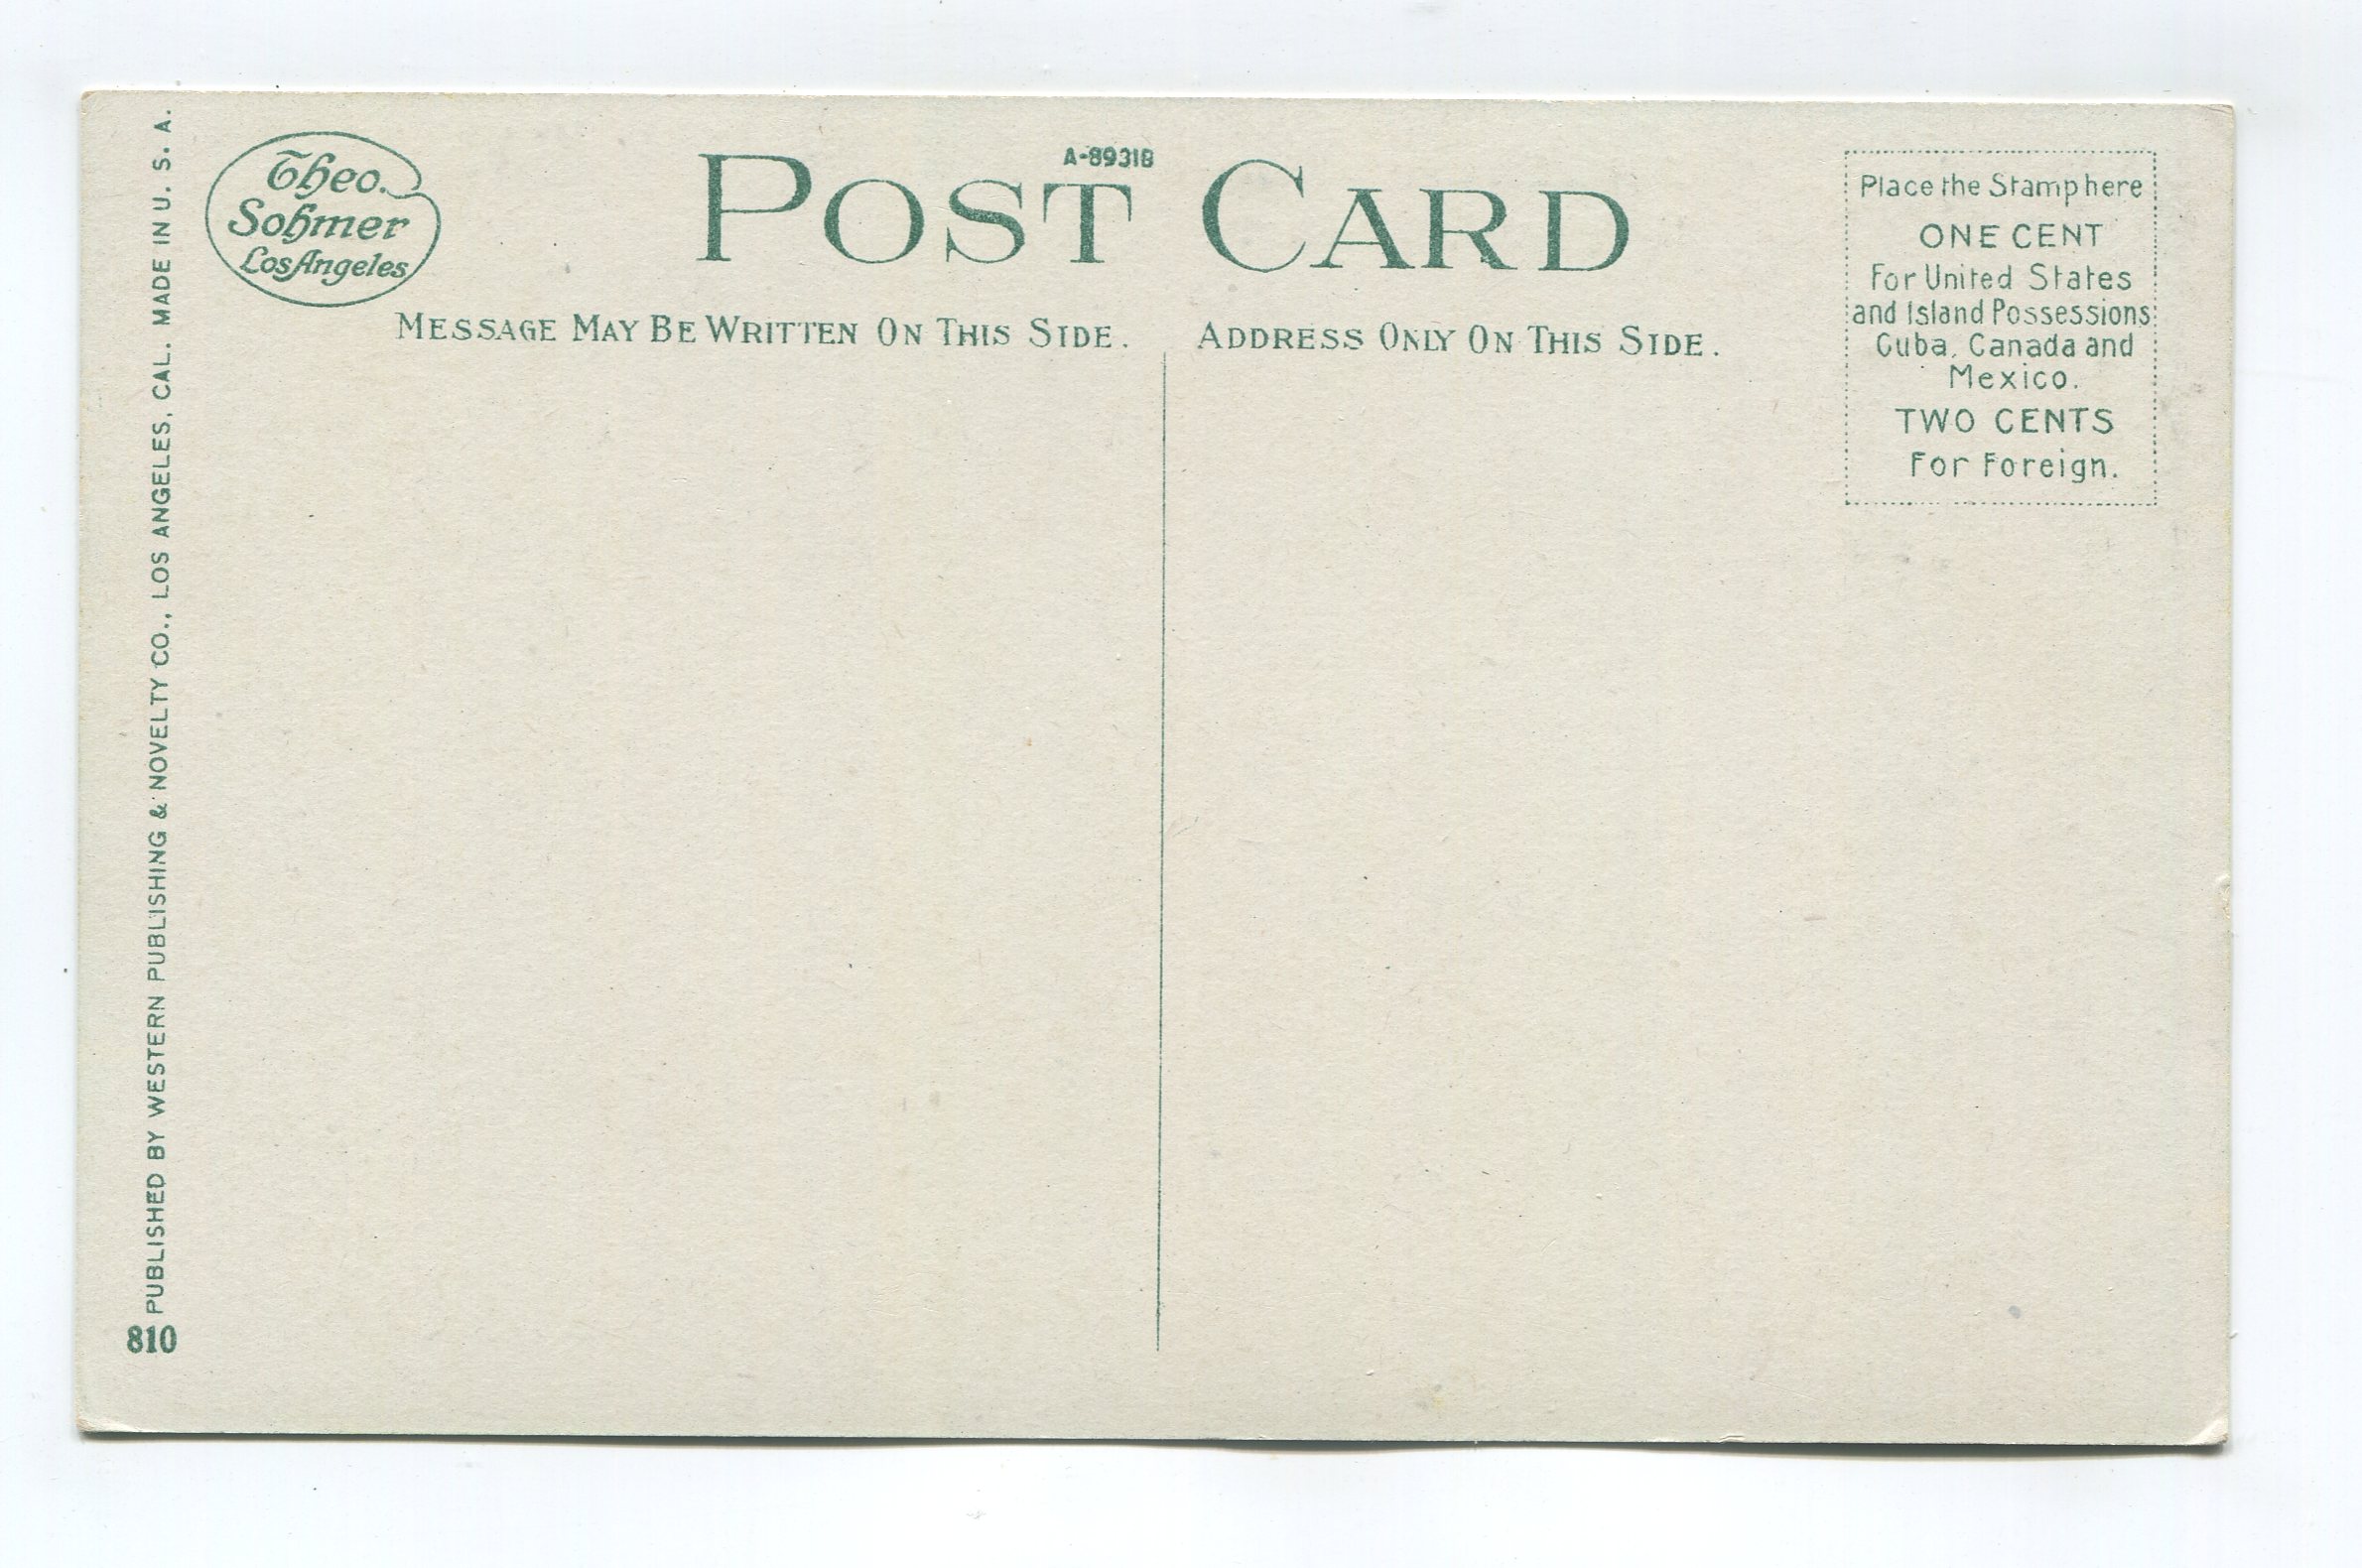 Theo.
Sohmer
Los Angeles
POST CARD
A-89318
MESSAGE MAY BE WRITTEN ON THIS SIDE.
ADDRESS ONLY ON THIS SIDE.
Place the Stamp here
ONE CENT
For United States
and Island Possessions
Cuba, Canada and
Mexico.
TWO CENTS
For Foreign.
PUBLISHED BY WESTERN PUBLISHING & NOVELTY CO., LOS ANGELES, CAL. MADE IN U. S. A.
810